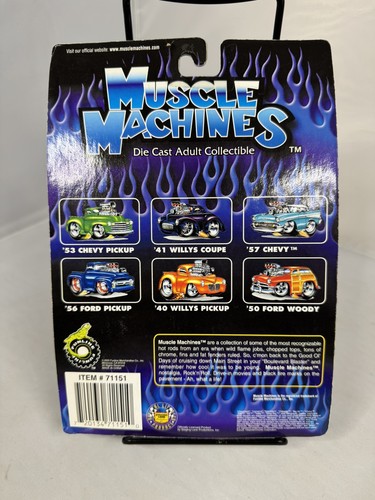 Visit our official website: www.musclemachines.com
MUSCLE
MACHINES
Die Cast Adult Collectible ™
'53 CHEVY PICKUP
'41 WILLYS COUPE
'57 CHEVY™
'56 FORD PICKUP
'40 WILLYS PICKUP
'50 FORD WOODY
Muscle Machines™ are a collection of some of the most recognizable
hot rods from an era when wild flame jobs, chopped tops, tons of
chrome, fins and fat fenders ruled. So, c'mon back to the Good Ol'
Days of cruising down Main Street in your "Boulevard Blaster" and
remember how cool it was to be young. Muscle Machines™,
nostalgia, Rock'n'Roll, Drive-in movies and black tire marks on the
pavement - Ah, what a life!
ITEM # 71151